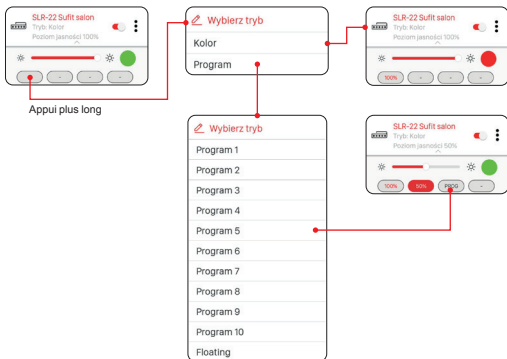 SLR-22 Sufit salon
Tryb: Kolor
Poziom jasności 100%
- - - -
Appui plus long
Wybierz tryb
Kolor
Program
SLR-22 Sufit salon
Tryb: Kolor
Poziom jasności 100%
100% - - -
Wybierz tryb
Program 1
Program 2
Program 3
Program 4
Program 5
Program 6
Program 7
Program 8
Program 9
Program 10
Floating
SLR-22 Sufit salon
Tryb: Kolor
Poziom jasności 50%
100% 50% PROG -